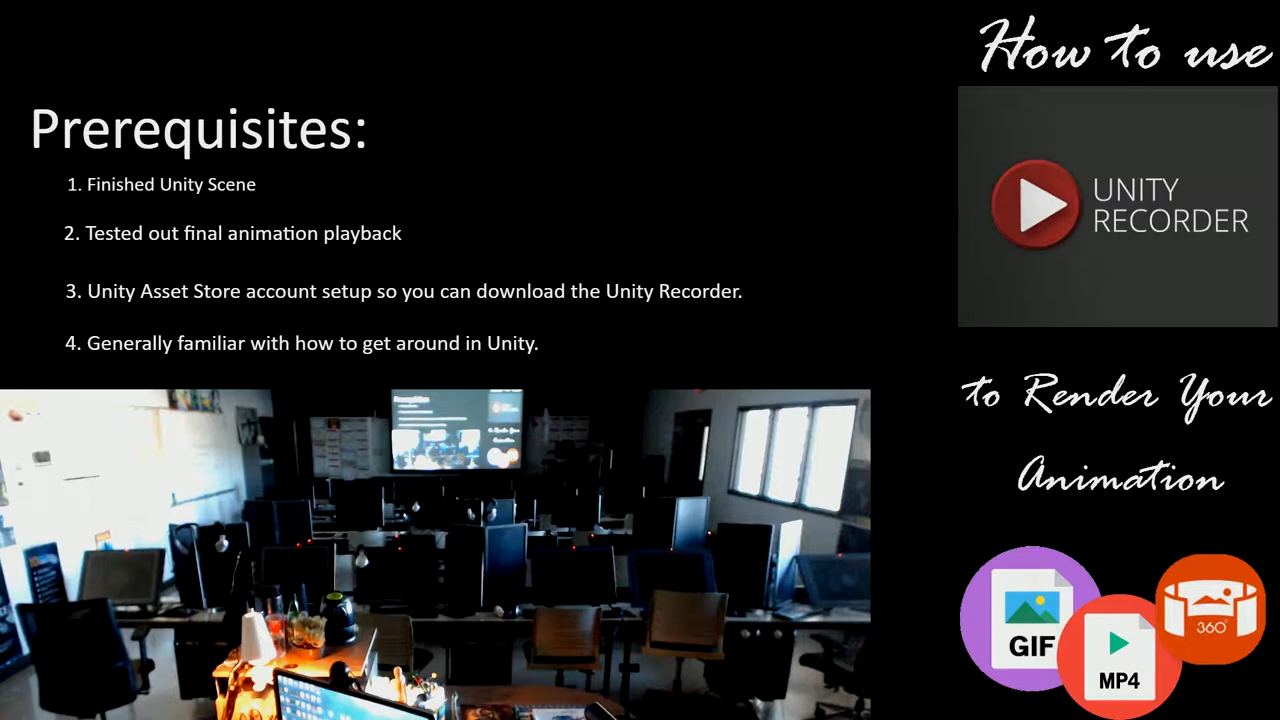 How to use
Prerequisites:
1. Finished Unity Scene
2. Tested out final animation playback
3. Unity Asset Store account setup so you can download the Unity Recorder.
4. Generally familiar with how to get around in Unity.
UNITY
RECORDER
to Render Your
Animation
GIF
MP4
360°